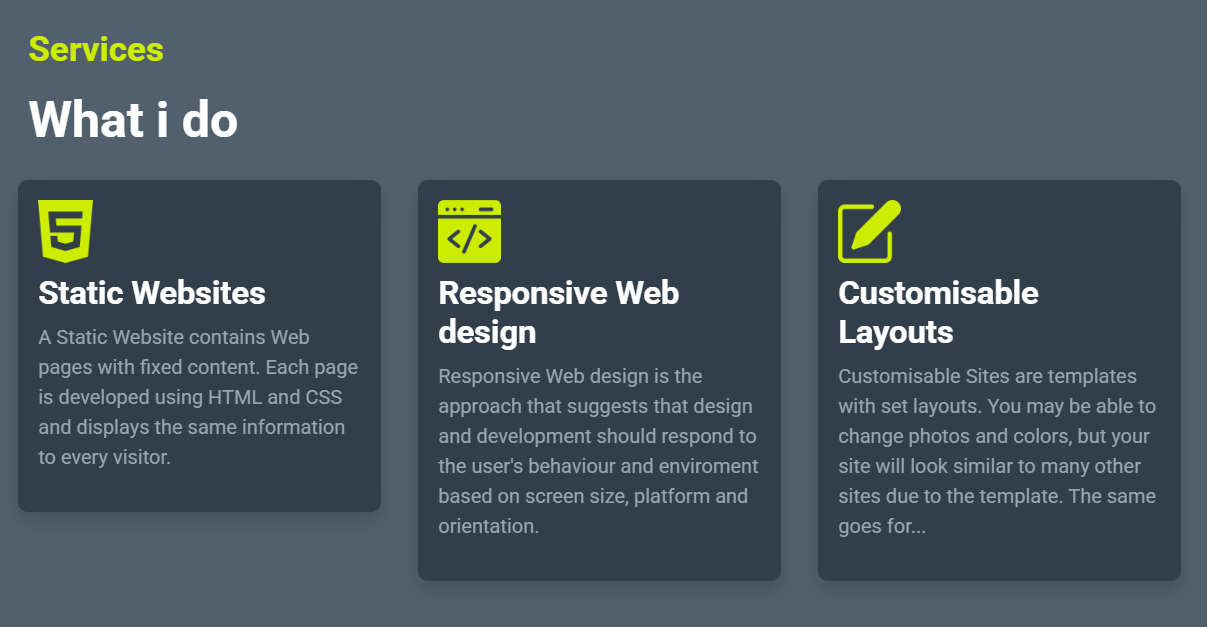 Services
What i do
Static Websites
A Static Website contains Web
pages with fixed content. Each page
is developed using HTML and CSS
and displays the same information
to every visitor.
</>
Responsive Web
design
Responsive Web design is the
approach that suggests that design
and development should respond to
the user's behaviour and enviroment
based on screen size, platform and
orientation.
Customisable
Layouts
Customisable Sites are templates
with set layouts. You may be able to
change photos and colors, but your
site will look similar to many other
sites due to the template. The same
goes for...